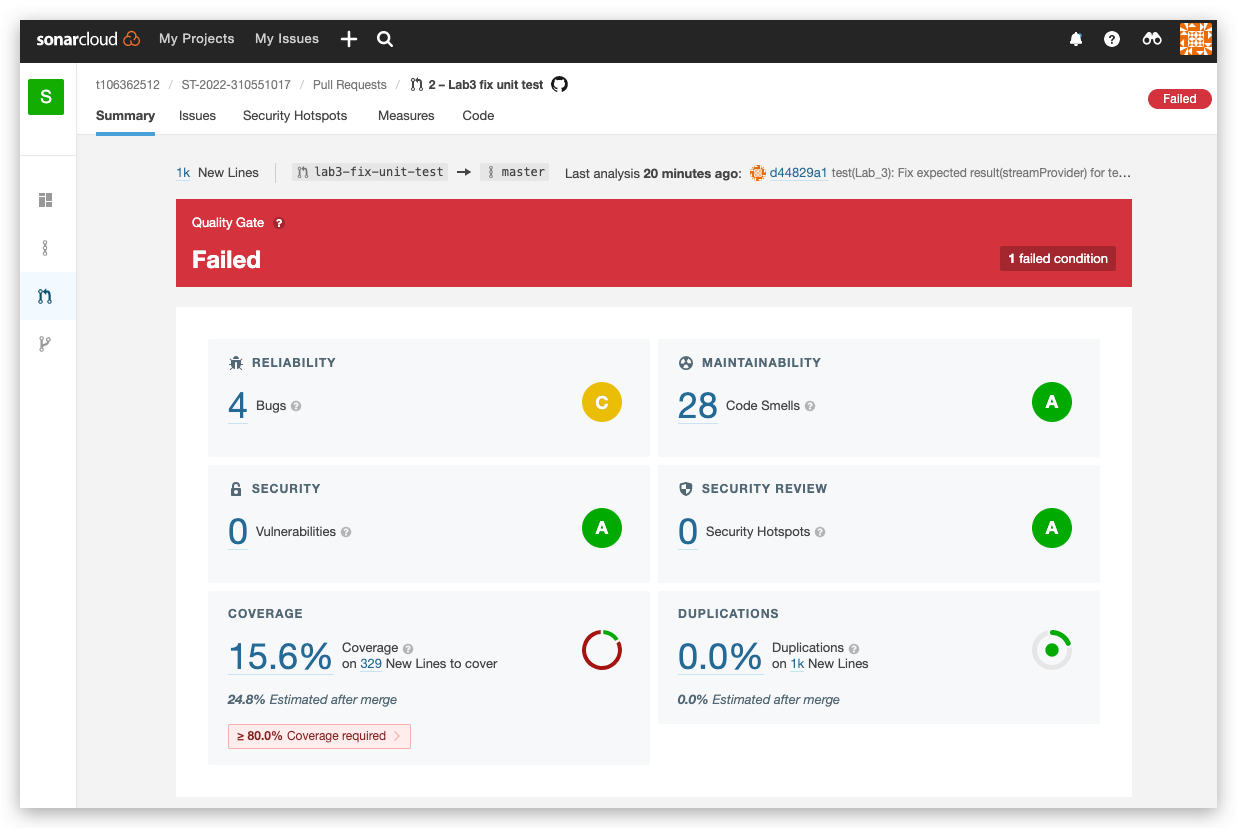 sonarcloud My Projects My Issues
S
t106362512 / ST-2022-310551017 / Pull Requests / 2 – Lab3 fix unit test
Failed
Summary Issues Security Hotspots Measures Code
1k New Lines lab3-fix-unit-test → master Last analysis 20 minutes ago: d44829a1 test(Lab_3): Fix expected result(streamProvider) for te…
Quality Gate ?
Failed
1 failed condition
RELIABILITY
4 Bugs ?
C
MAINTAINABILITY
28 Code Smells ?
A
SECURITY
0 Vulnerabilities ?
A
SECURITY REVIEW
0 Security Hotspots ?
A
COVERAGE
15.6% Coverage ?
on 329 New Lines to cover
24.8% Estimated after merge
≥ 80.0% Coverage required
DUPLICATIONS
0.0% Duplications ?
on 1k New Lines
0.0% Estimated after merge